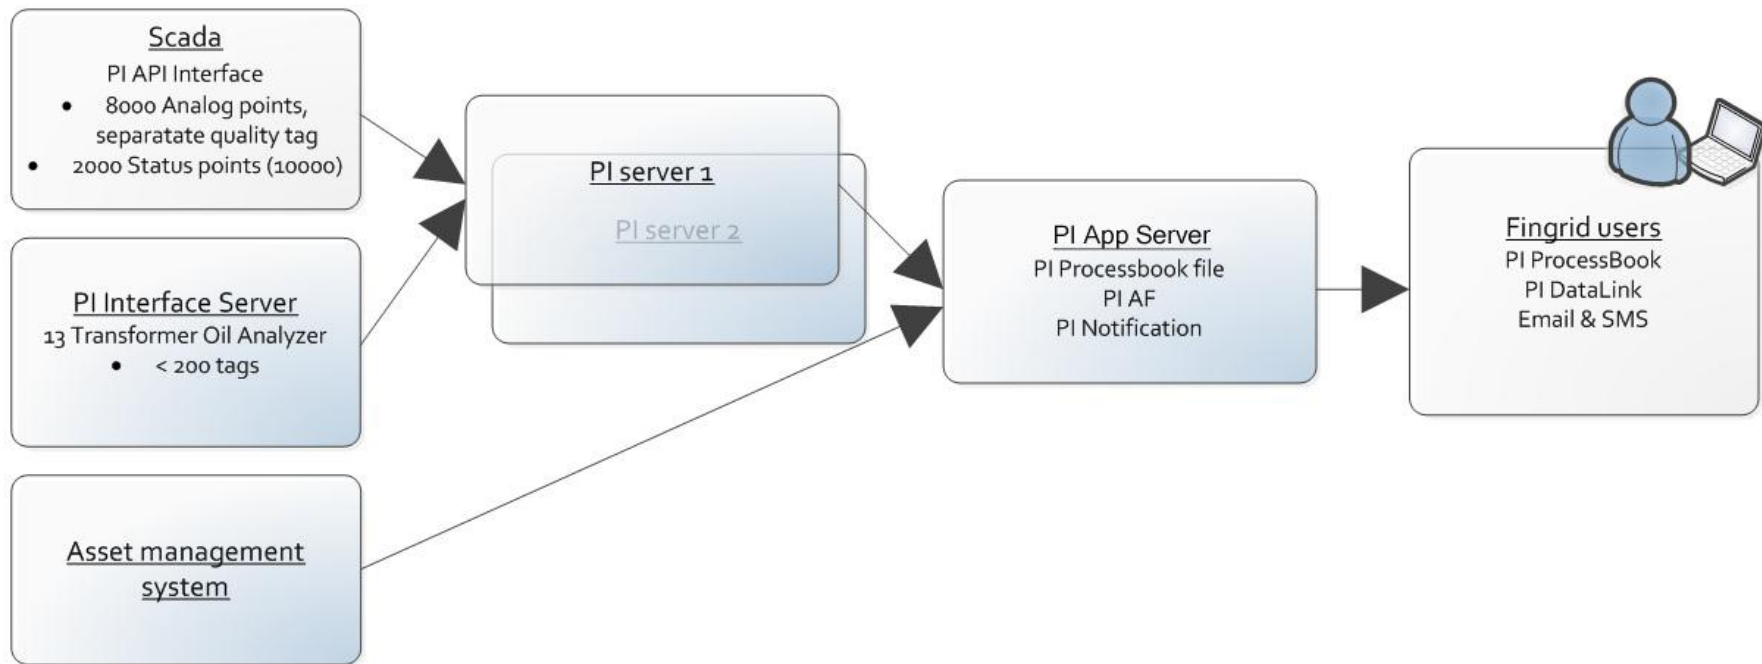 Scada
PI API Interface
• 8000 Analog points,
separatate quality tag
• 2000 Status points (10000)
PI Interface Server
13 Transformer Oil Analyzer
• < 200 tags
Asset management
system
PI server 1
PI server 2
PI App Server
PI Processbook file
PI AF
PI Notification
Fingrid users
PI ProcessBook
PI DataLink
Email & SMS